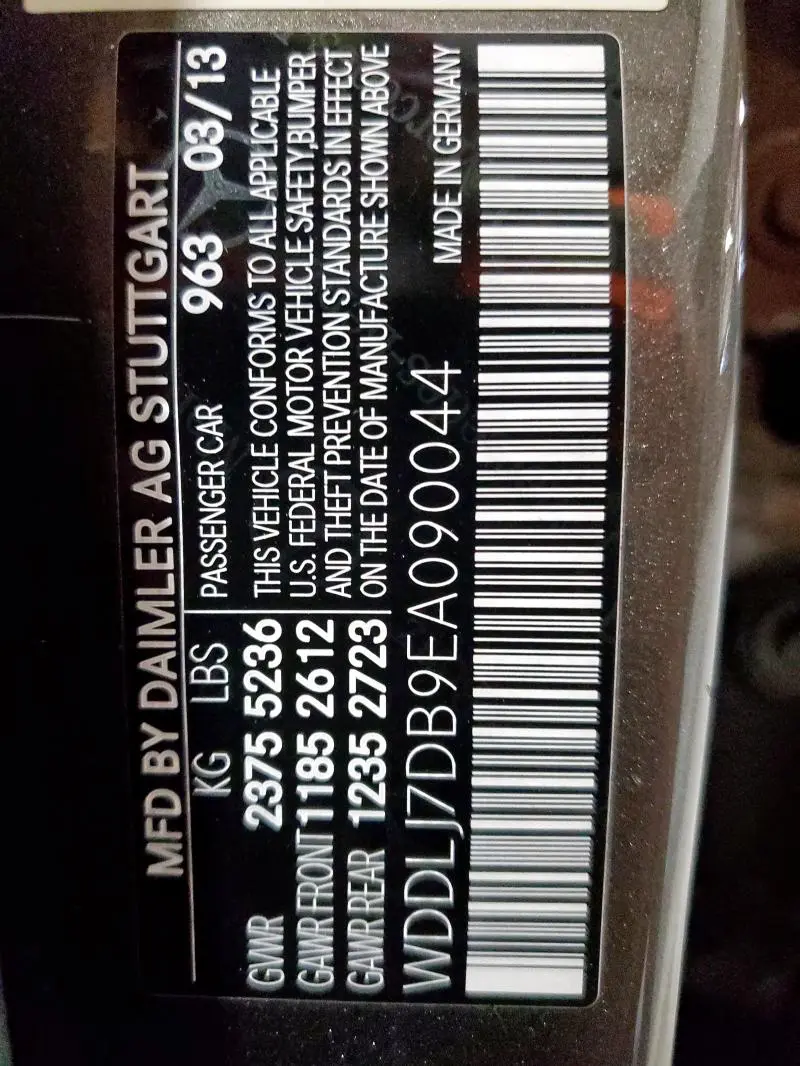 MFD BY DAIMLER AG STUTTGART
KG LBS PASSENGER CAR 963 03/13
GVWR 2375 5236 THIS VEHICLE CONFORMS TO ALL APPLICABLE
GAWR FRONT 1185 2612 U.S. FEDERAL MOTOR VEHICLE SAFETY,BUMPER
GAWR REAR 1235 2723 AND THEFT PREVENTION STANDARDS IN EFFECT
ON THE DATE OF MANUFACTURE SHOWN ABOVE
WDDLJ7DB9EA090044 MADE IN GERMANY